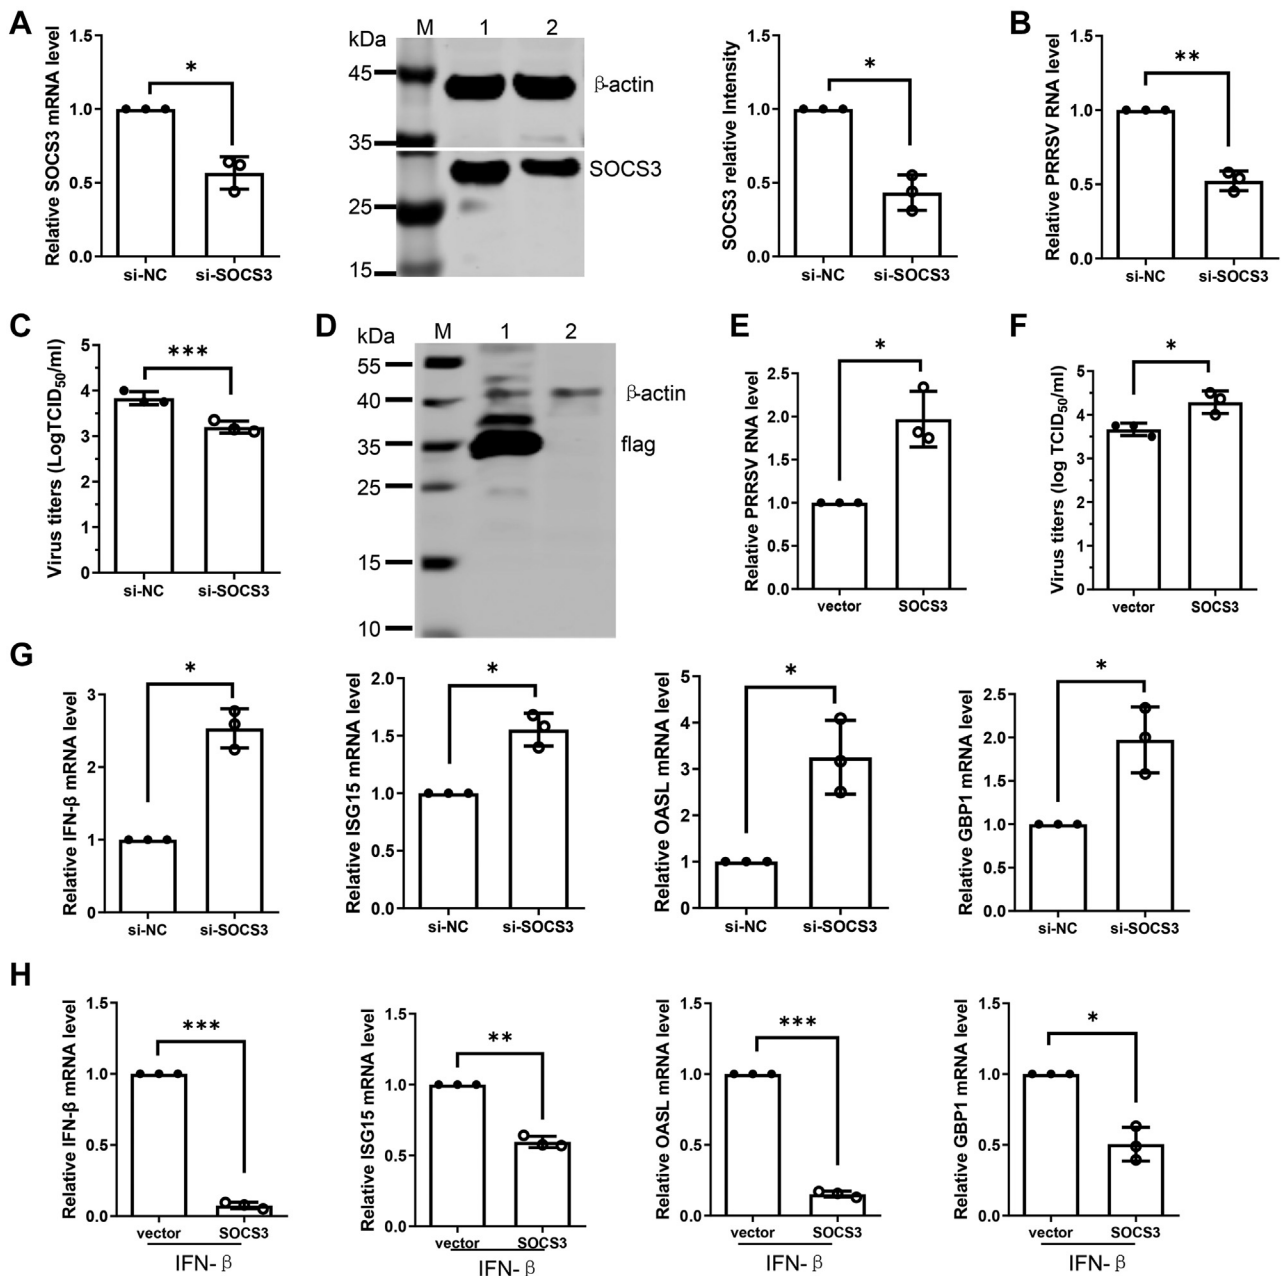 A
Relative SOCS3 mRNA level
1.5
1.0
0.5
0.0
*
si-NC
si-SOCS3
kDa
M
1
2
45
35
25
15
β-actin
SOCS3
SOCS3 relative Intensity
1.5
1.0
0.5
0.0
*
si-NC
si-SOCS3
B
Relative PRRSV RNA level
1.5
1.0
0.5
0.0
**
si-NC
si-SOCS3
C
Virus titers (LogTCID50/ml)
5
4
3
2
1
0
***
si-NC
si-SOCS3
D
kDa
M
1
2
55
40
35
25
15
10
β-actin
flag
E
Relative PRRSV RNA level
2.5
2.0
1.5
1.0
0.5
0.0
*
vector
SOCS3
F
Virus titers (log TCID50/ml)
5
4
3
2
1
0
*
vector
SOCS3
G
Relative IFN-β mRNA level
3
2
1
0
*
si-NC
si-SOCS3
Relative ISG15 mRNA level
2.0
1.5
1.0
0.5
0.0
*
si-NC
si-SOCS3
Relative OASL mRNA level
5
4
3
2
1
0
*
si-NC
si-SOCS3
Relative GBP1 mRNA level
2.5
2.0
1.5
1.0
0.5
0.0
*
si-NC
si-SOCS3
H
Relative IFN-β mRNA level
1.5
1.0
0.5
0.0
***
vector
SOCS3
IFN- β
Relative ISG15 mRNA level
1.5
1.0
0.5
0.0
**
vector
SOCS3
IFN- β
Relative OASL mRNA level
1.5
1.0
0.5
0.0
***
vector
SOCS3
IFN- β
Relative GBP1 mRNA level
1.5
1.0
0.5
0.0
*
vector
SOCS3
IFN- β